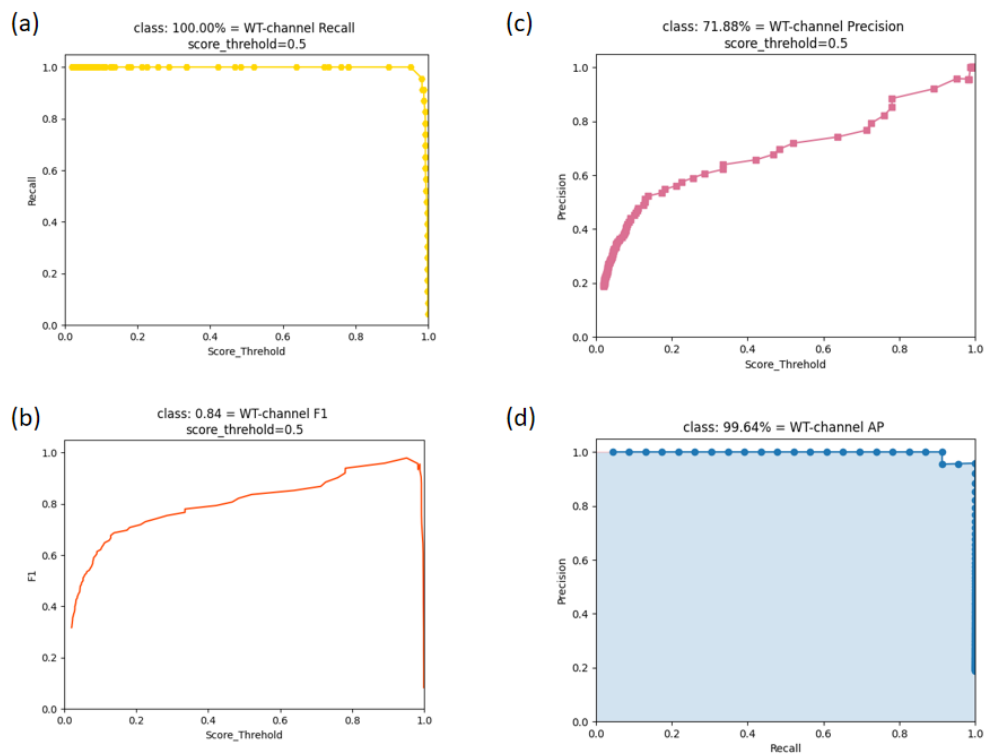 (a)
class: 100.00% = WT-channel Recall
score_threhold=0.5
1.0
0.8
0.6
0.4
0.2
0.0
Recall
0.0 0.2 0.4 0.6 0.8 1.0
Score_Threhold
(c)
class: 71.88% = WT-channel Precision
score_threhold=0.5
1.0
0.8
0.6
0.4
0.2
0.0
Precision
0.0 0.2 0.4 0.6 0.8 1.0
Score_Threhold
(b)
class: 0.84 = WT-channel F1
score_threhold=0.5
1.0
0.8
0.6
0.4
0.2
0.0
F1
0.0 0.2 0.4 0.6 0.8 1.0
Score_Threhold
(d)
class: 99.64% = WT-channel AP
1.0
0.8
0.6
0.4
0.2
0.0
Precision
0.0 0.2 0.4 0.6 0.8 1.0
Recall